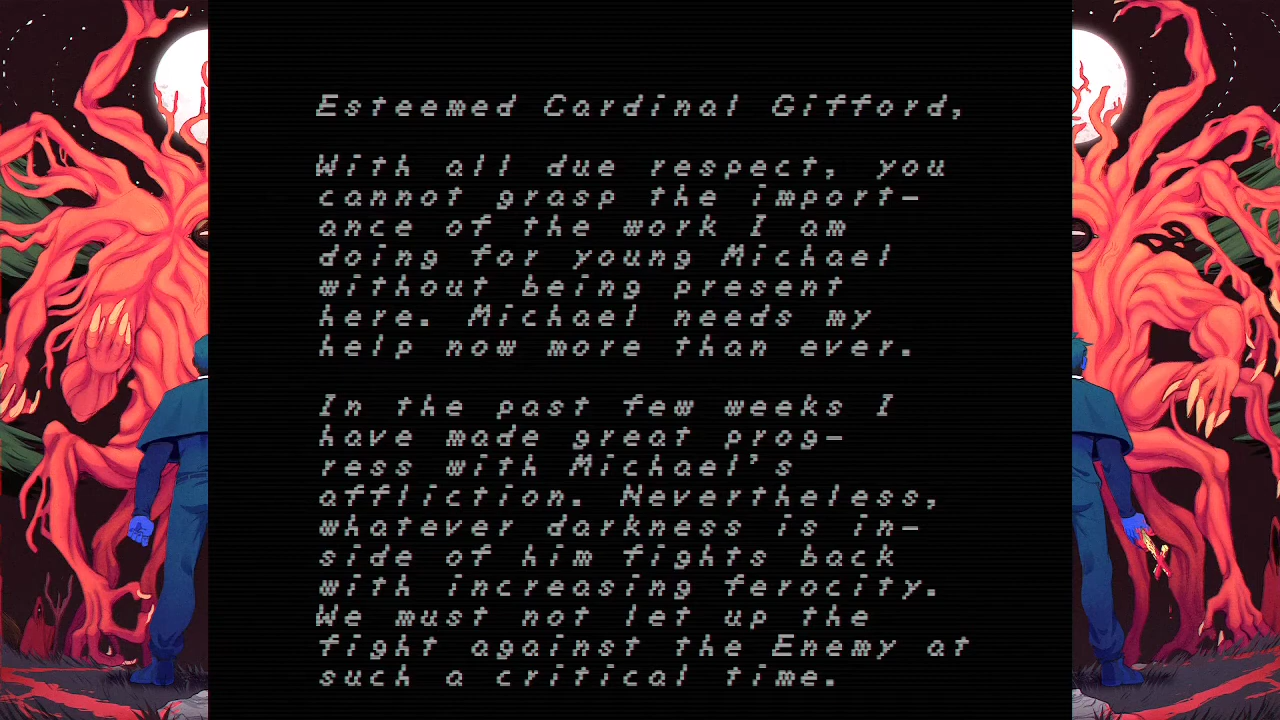 Esteemed Cardinal Gifford,
With all due respect, you
cannot grasp the import-
ance of the work I am
doing for young Michael
without being present
here. Michael needs my
help now more than ever.
In the past few weeks I
have made great prog-
ress with Michael's
affliction. Nevertheless,
whatever darkness is in-
side of him fights back
with increasing ferocity.
We must not let up the
fight against the Enemy at
such a critical time.